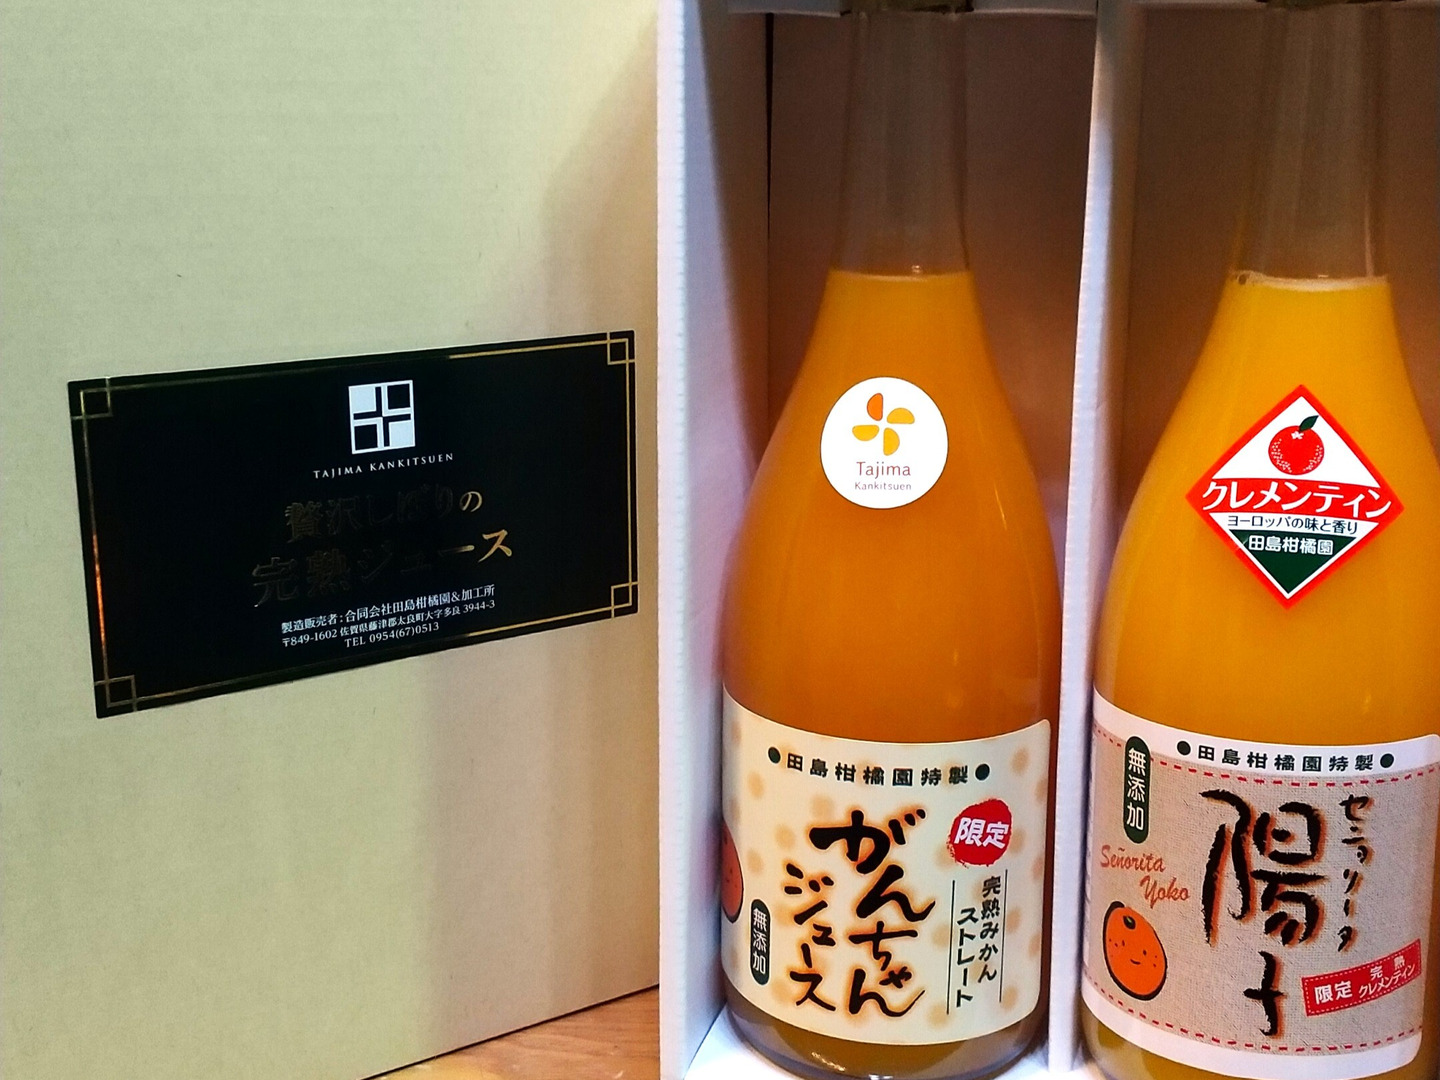 TAJIMA KANKITSUEN
贅沢しぼりの
完熟ジュース
製造販売者:合同会社田島柑橘園&加工所
〒849-1602 佐賀県藤津郡太良町大字多良 3944-3
TEL 0954(67)0513
Tajima
Kankitsuen
●田島柑橘園特製●
限定
がんちゃん
ジュース
完熟みかん
ストレート
無添加
クレメンティン
ヨーロッパの味と香り
田島柑橘園
●田島柑橘園特製●
無添加
セニョリータ
陽子
Señorita
Yoko
限定
完熟
クレメンティン